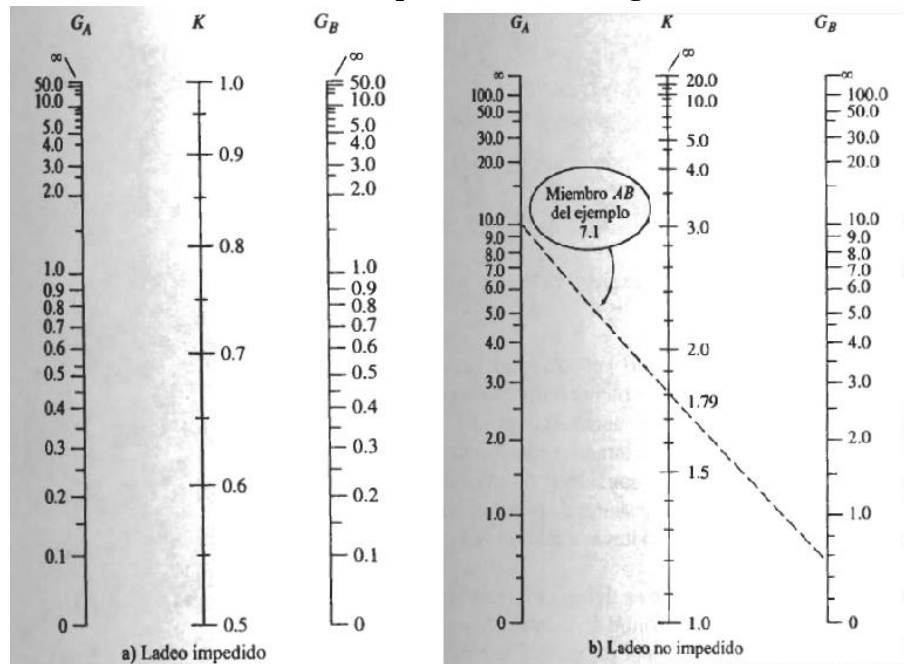 G_A K G_B
∞ ∞
50.0 1.0 50.0
10.0 10.0
5.0 5.0
4.0 0.9
3.0 3.0
2.0 2.0
0.8
1.0 1.0
0.9 0.9
0.8 0.8
0.7 0.7
0.6 0.7 0.6
0.5 0.5
0.4 0.4
0.3 0.3
0.6
0.2 0.2
0.1 0.1
0 0.5 0
a) Ladeo impedido
G_A K G_B
∞
∞ 20.0 ∞
100.0 10.0 100.0
50.0 50.0
30.0 5.0 30.0
20.0 4.0 20.0
Miembro AB
del ejemplo
7.1
10.0 3.0 10.0
9.0 9.0
8.0 8.0
7.0 7.0
6.0 6.0
5.0 5.0
4.0 2.0 4.0
3.0 3.0
1.79
2.0 2.0
1.5
1.0 1.0
0 1.0 0
b) Ladeo no impedido